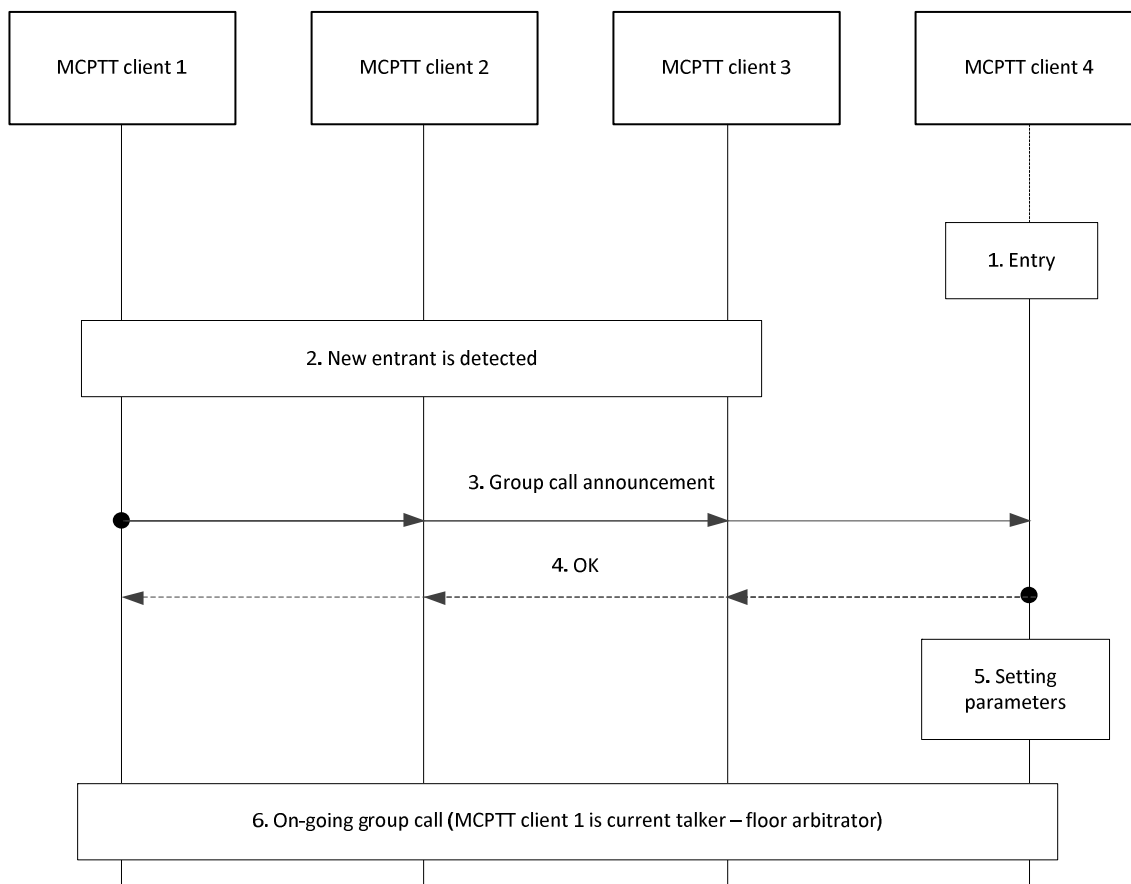 MCPTT client 1
MCPTT client 2
MCPTT client 3
MCPTT client 4
1. Entry
2. New entrant is detected
3. Group call announcement
4. OK
5. Setting
parameters
6. On-going group call (MCPTT client 1 is current talker – floor arbitrator)